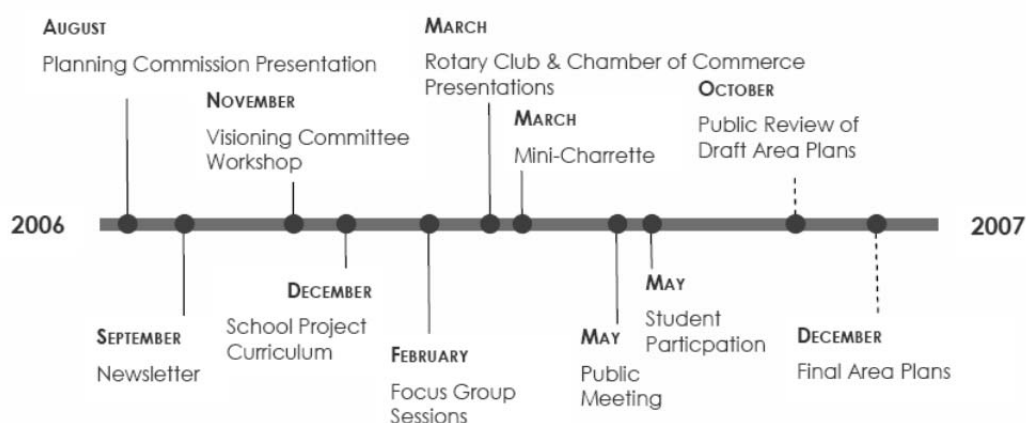 AUGUST
Planning Commission Presentation
MARCH
Rotary Club & Chamber of Commerce
Presentations
OCTOBER
Public Review of
Draft Area Plans
NOVEMBER
Visioning Committee
Workshop
MARCH
Mini-Charrette
2006
2007
SEPTEMBER
Newsletter
DECEMBER
School Project
Curriculum
FEBRUARY
Focus Group
Sessions
MAY
Public
Meeting
MAY
Student
Particpation
DECEMBER
Final Area Plans